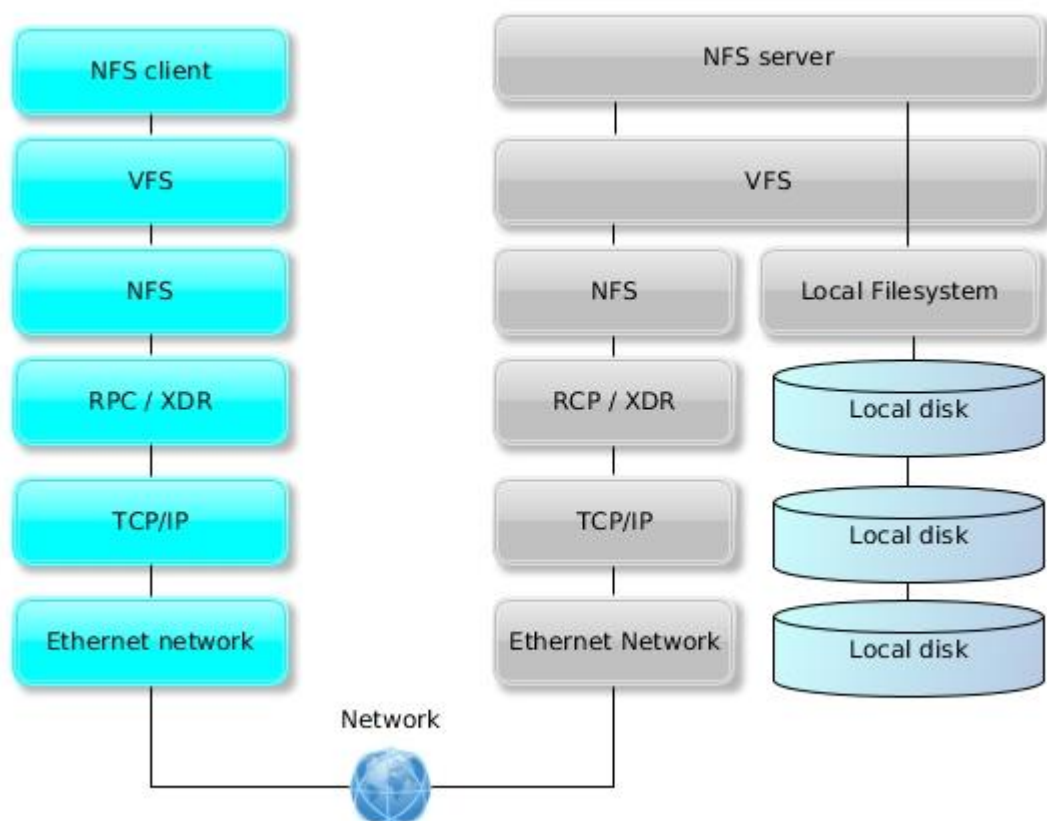 NFS client
VFS
NFS
RPC / XDR
TCP/IP
Ethernet network
NFS server
VFS
NFS
RCP / XDR
TCP/IP
Ethernet Network
Local Filesystem
Local disk
Local disk
Local disk
Network